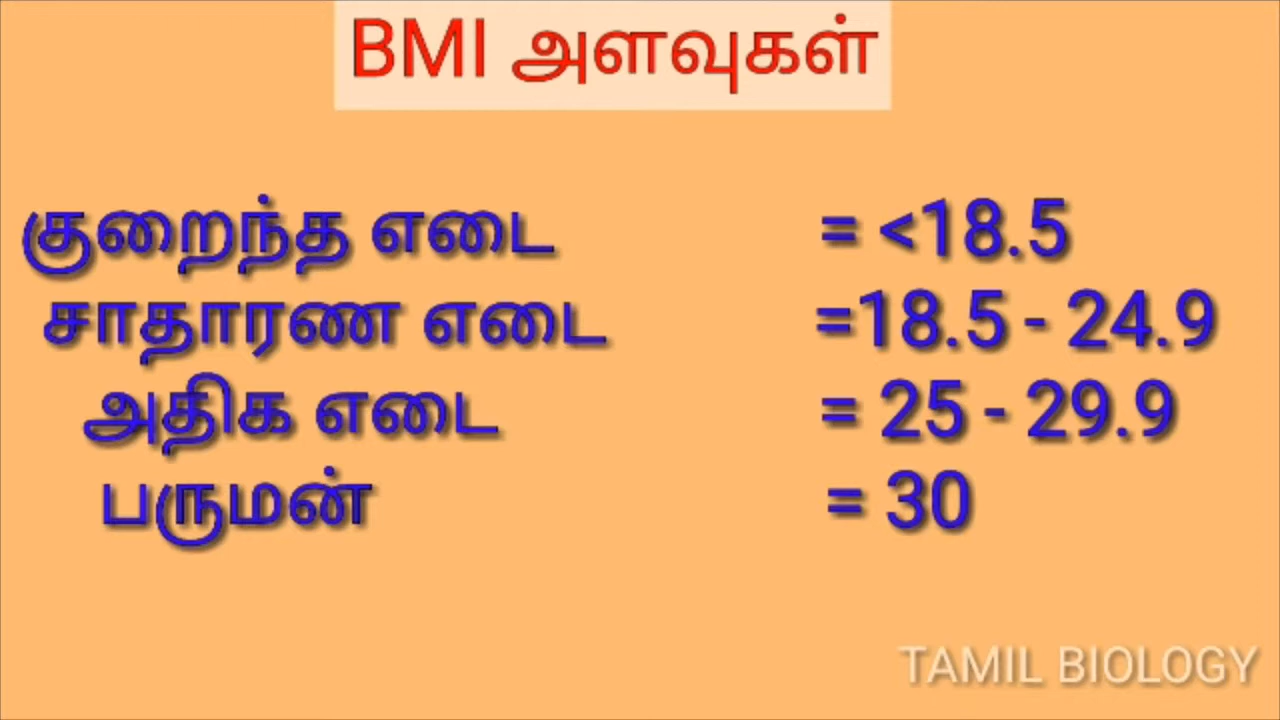 BMI அளவுகள்
குறைந்த எடை = <18.5
சாதாரண எடை =18.5 - 24.9
அதிக எடை = 25 - 29.9
பருமன் = 30
TAMIL BIOLOGY